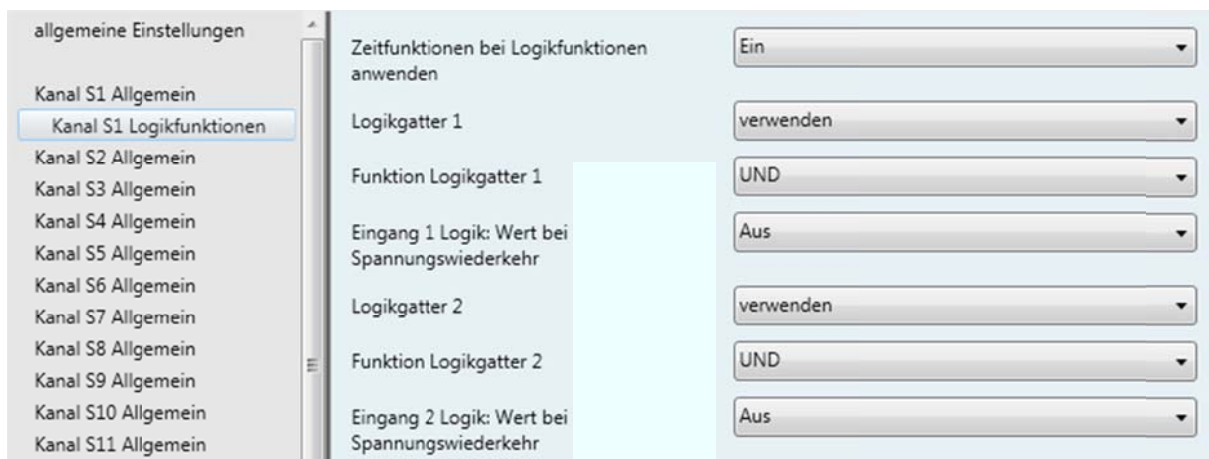 allgemeine Einstellungen
Kanal S1 Allgemein
Kanal S1 Logikfunktionen
Kanal S2 Allgemein
Kanal S3 Allgemein
Kanal S4 Allgemein
Kanal S5 Allgemein
Kanal S6 Allgemein
Kanal S7 Allgemein
Kanal S8 Allgemein
Kanal S9 Allgemein
Kanal S10 Allgemein
Kanal S11 Allgemein
Zeitfunktionen bei Logikfunktionen
anwenden
Ein
Logikgatter 1
verwenden
Funktion Logikgatter 1
UND
Eingang 1 Logik: Wert bei
Spannungswiederkehr
Aus
Logikgatter 2
verwenden
Funktion Logikgatter 2
UND
Eingang 2 Logik: Wert bei
Spannungswiederkehr
Aus